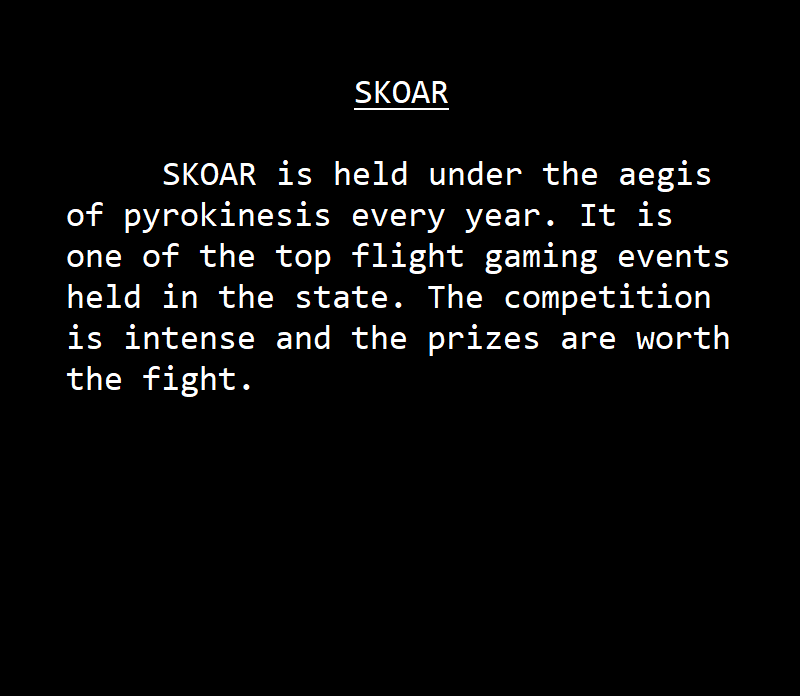 SKOAR
SKOAR is held under the aegis
of pyrokinesis every year. It is
one of the top flight gaming events
held in the state. The competition
is intense and the prizes are worth
the fight.